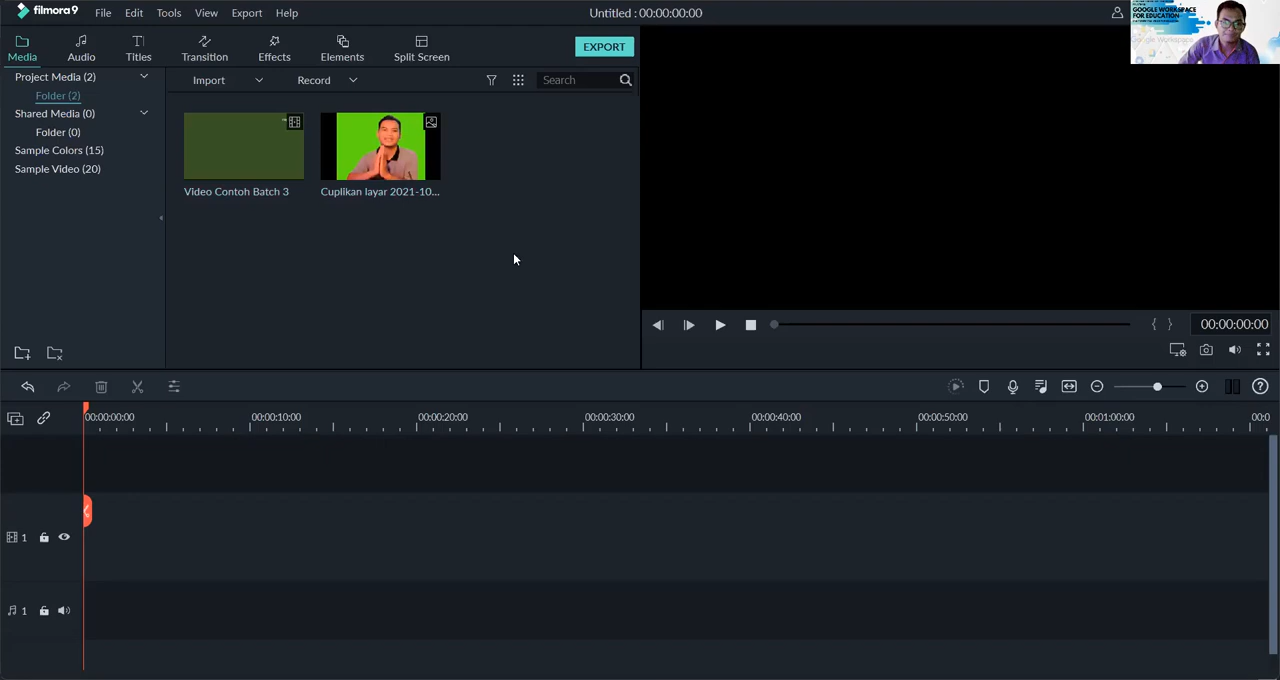 filmora9 File Edit Tools View Export Help Untitled : 00:00:00:00
GOOGLE WORKSPACE
FOR EDUCATION
Media Audio Titles Transition Effects Elements Split Screen EXPORT
Project Media (2)
Folder (2)
Shared Media (0)
Folder (0)
Sample Colors (15)
Sample Video (20)
Import Record Search
Video Contoh Batch 3 Cuplikan layar 2021-10...
00:00:00:00
00:00:00:00 00:00:10:00 00:00:20:00 00:00:30:00 00:00:40:00 00:00:50:00 00:01:00:00 00:0
1
1